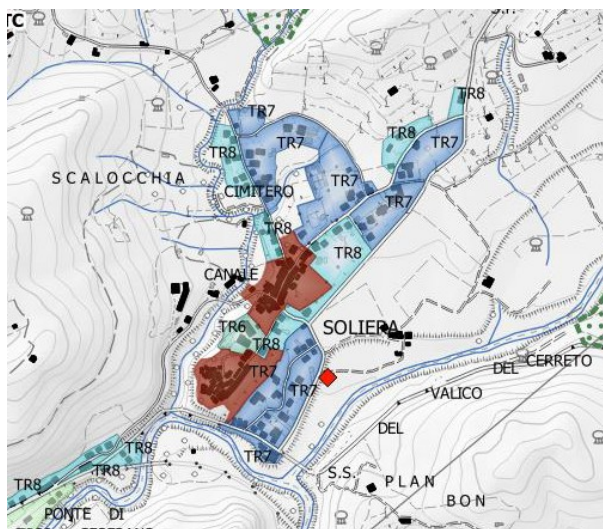 TC
TR8
TR7
TR8
TR7
TR7
TR8
SCALOCCHIA
CIMITERO
TR7
TR7
TR8
TR8
CANALE
TR6
SOLIERA
TR8
TR7
TR7
DEL CERRETO
VALICO
DEL
TR8
TR7
TR8
TR8
S.S.
PLAN
PONTE DI
BON